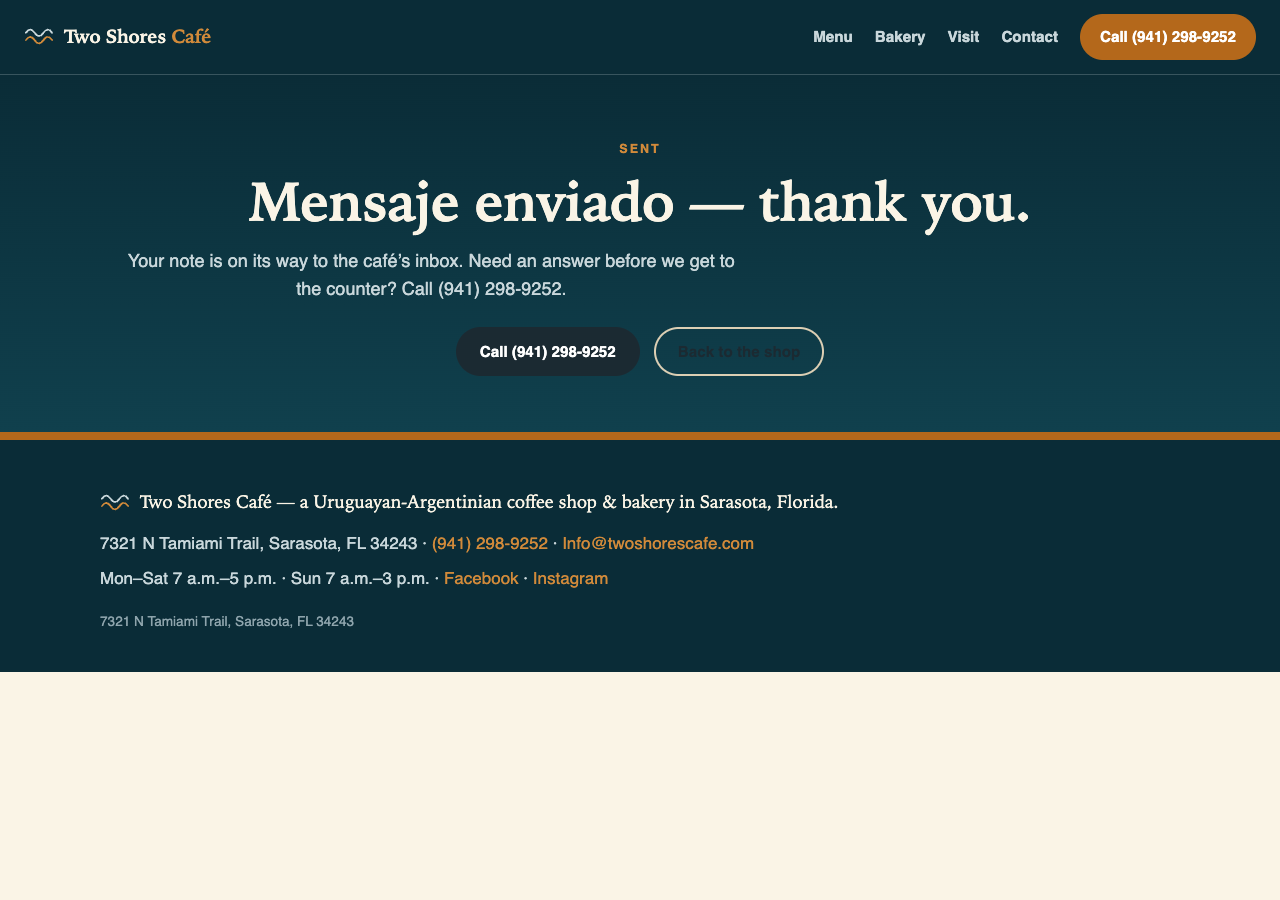 Two Shores Café
Menu Bakery Visit Contact Call (941) 298-9252
SENT
Mensaje enviado — thank you.
Your note is on its way to the café’s inbox. Need an answer before we get to
the counter? Call (941) 298-9252.
Call (941) 298-9252 Back to the shop
Two Shores Café — a Uruguayan-Argentinian coffee shop & bakery in Sarasota, Florida.
7321 N Tamiami Trail, Sarasota, FL 34243 · (941) 298-9252 · Info@twoshorescafe.com
Mon–Sat 7 a.m.–5 p.m. · Sun 7 a.m.–3 p.m. · Facebook · Instagram
7321 N Tamiami Trail, Sarasota, FL 34243